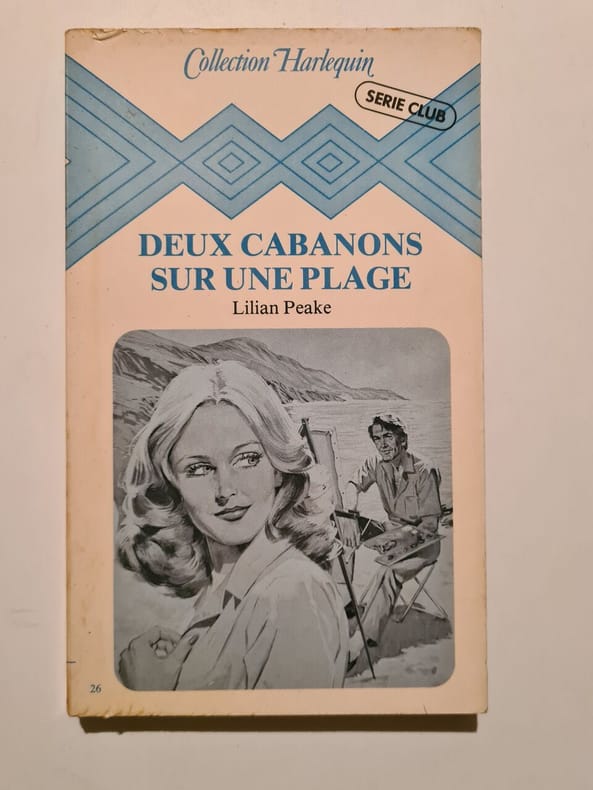 Collection Harlequin
SERIE CLUB
DEUX CABANONS
SUR UNE PLAGE
Lilian Peake
26